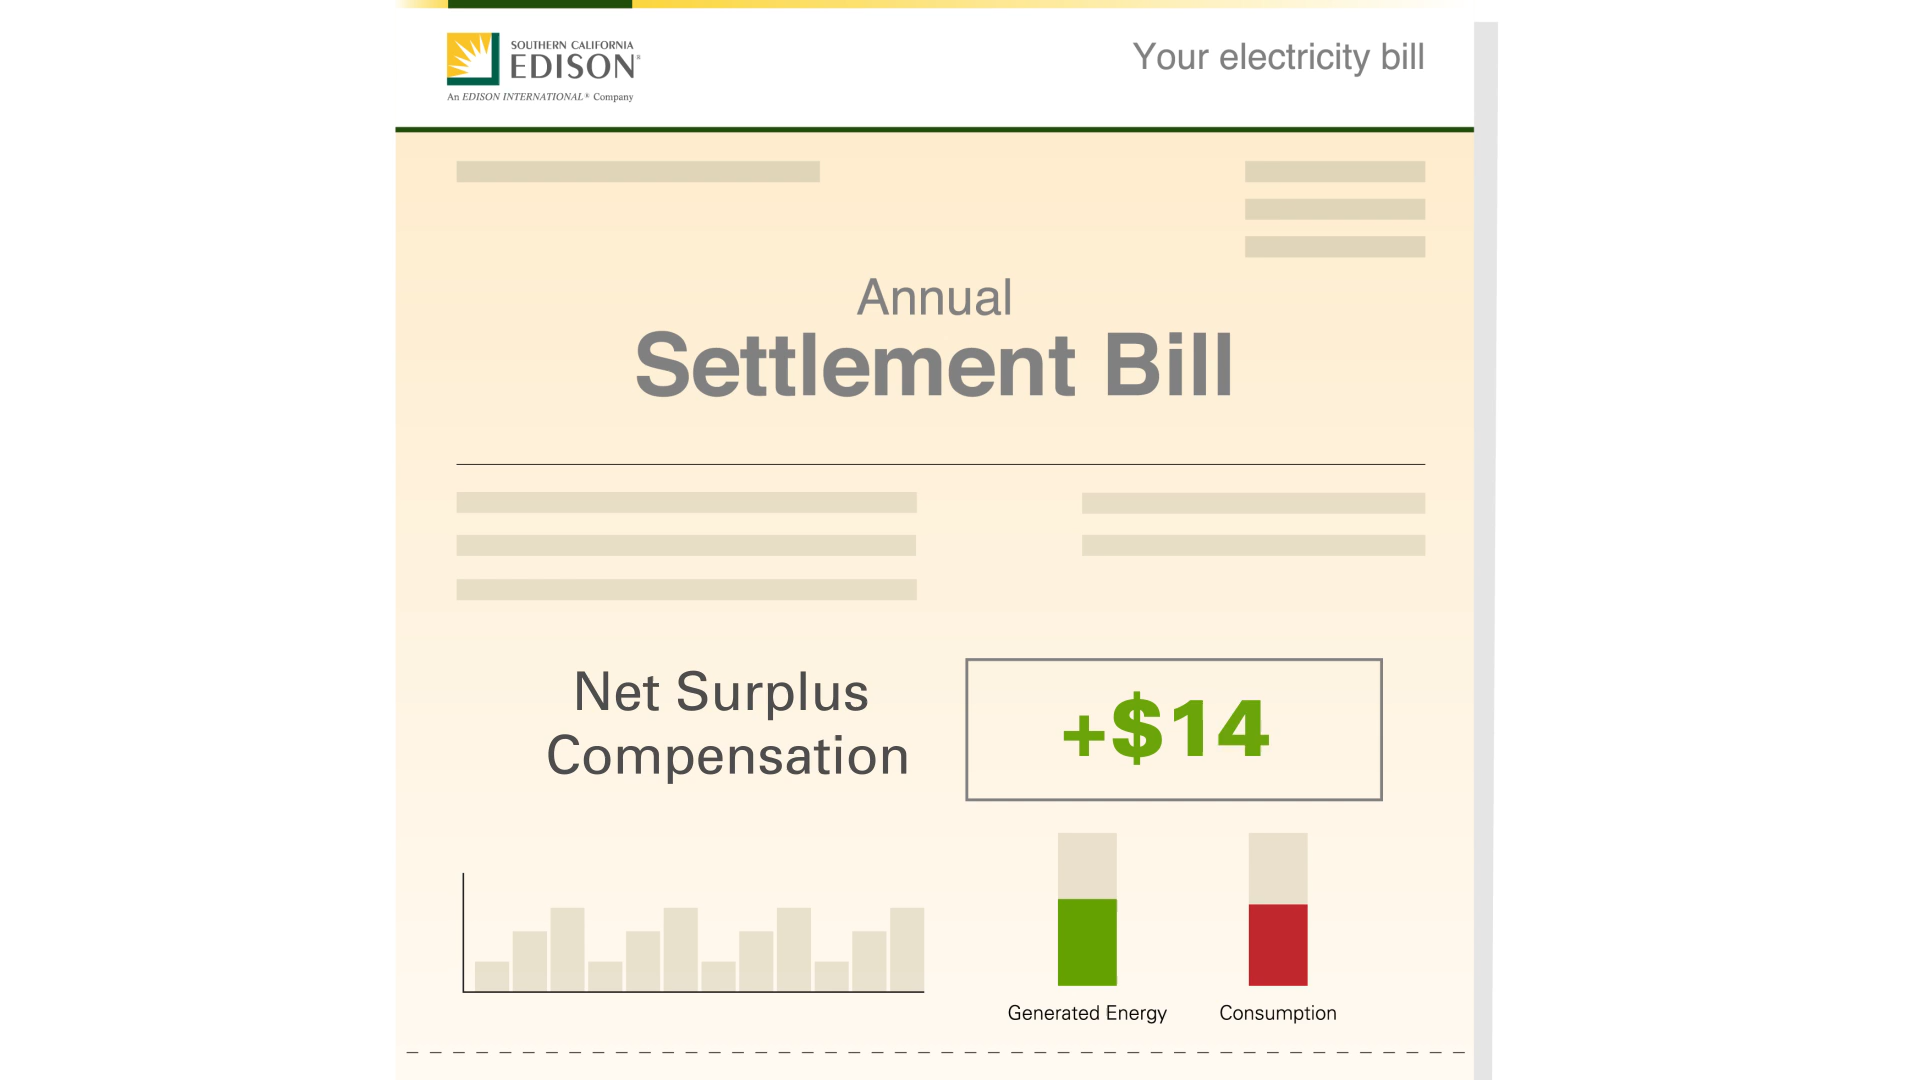 SOUTHERN CALIFORNIA
EDISON®
An EDISON INTERNATIONAL® Company
Your electricity bill
Annual
Settlement Bill
Net Surplus
Compensation
+$14
Generated Energy
Consumption